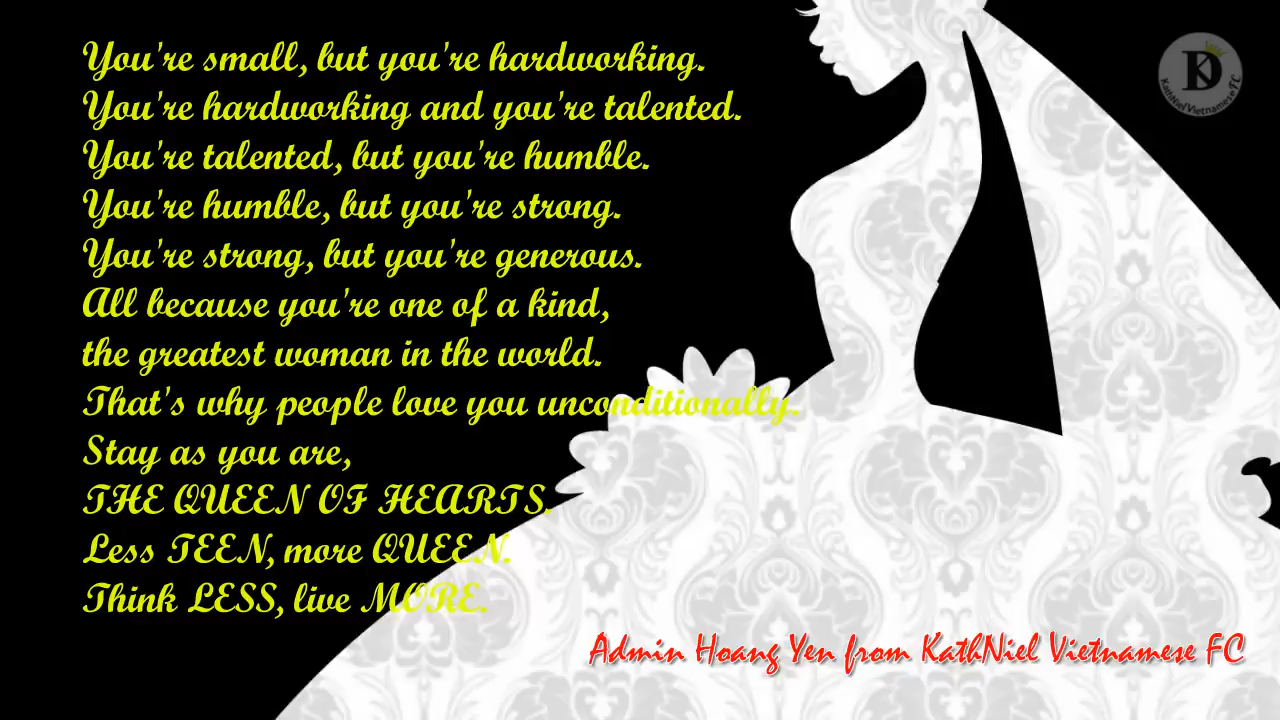 You're small, but you're hardworking.
You're hardworking and you're talented.
You're talented, but you're humble.
You're humble, but you're strong.
You're strong, but you're generous.
All because you're one of a kind,
the greatest woman in the world.
That's why people love you unconditionally.
Stay as you are,
THE QUEEN OF HEARTS.
Less TEEN, more QUEEN.
Think LESS, live MORE.
Admin Hoang Yen from KathNiel Vietnamese FC
DK
KathNielVietnameseFC